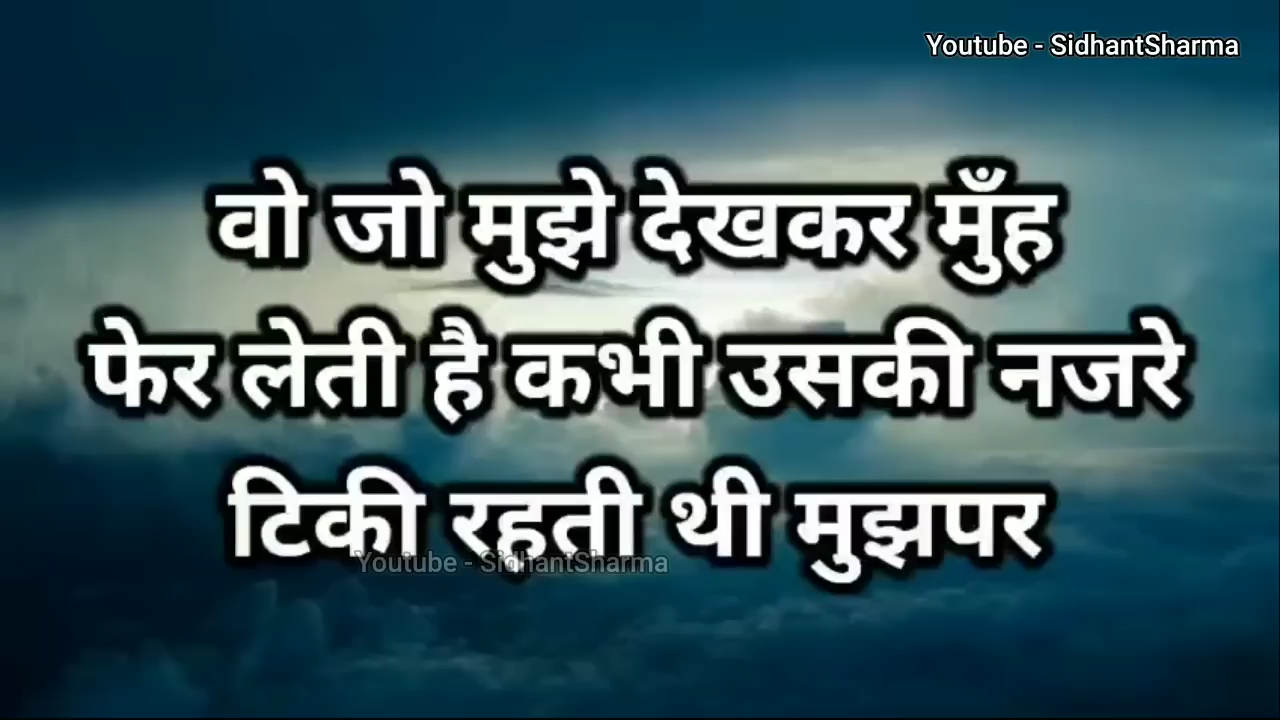 Youtube - SidhantSharma
वो जो मुझे देखकर मुँह
फेर लेती है कभी उसकी नजरे
टिकी रहती थी मुझपर
Youtube - SidhantSharma